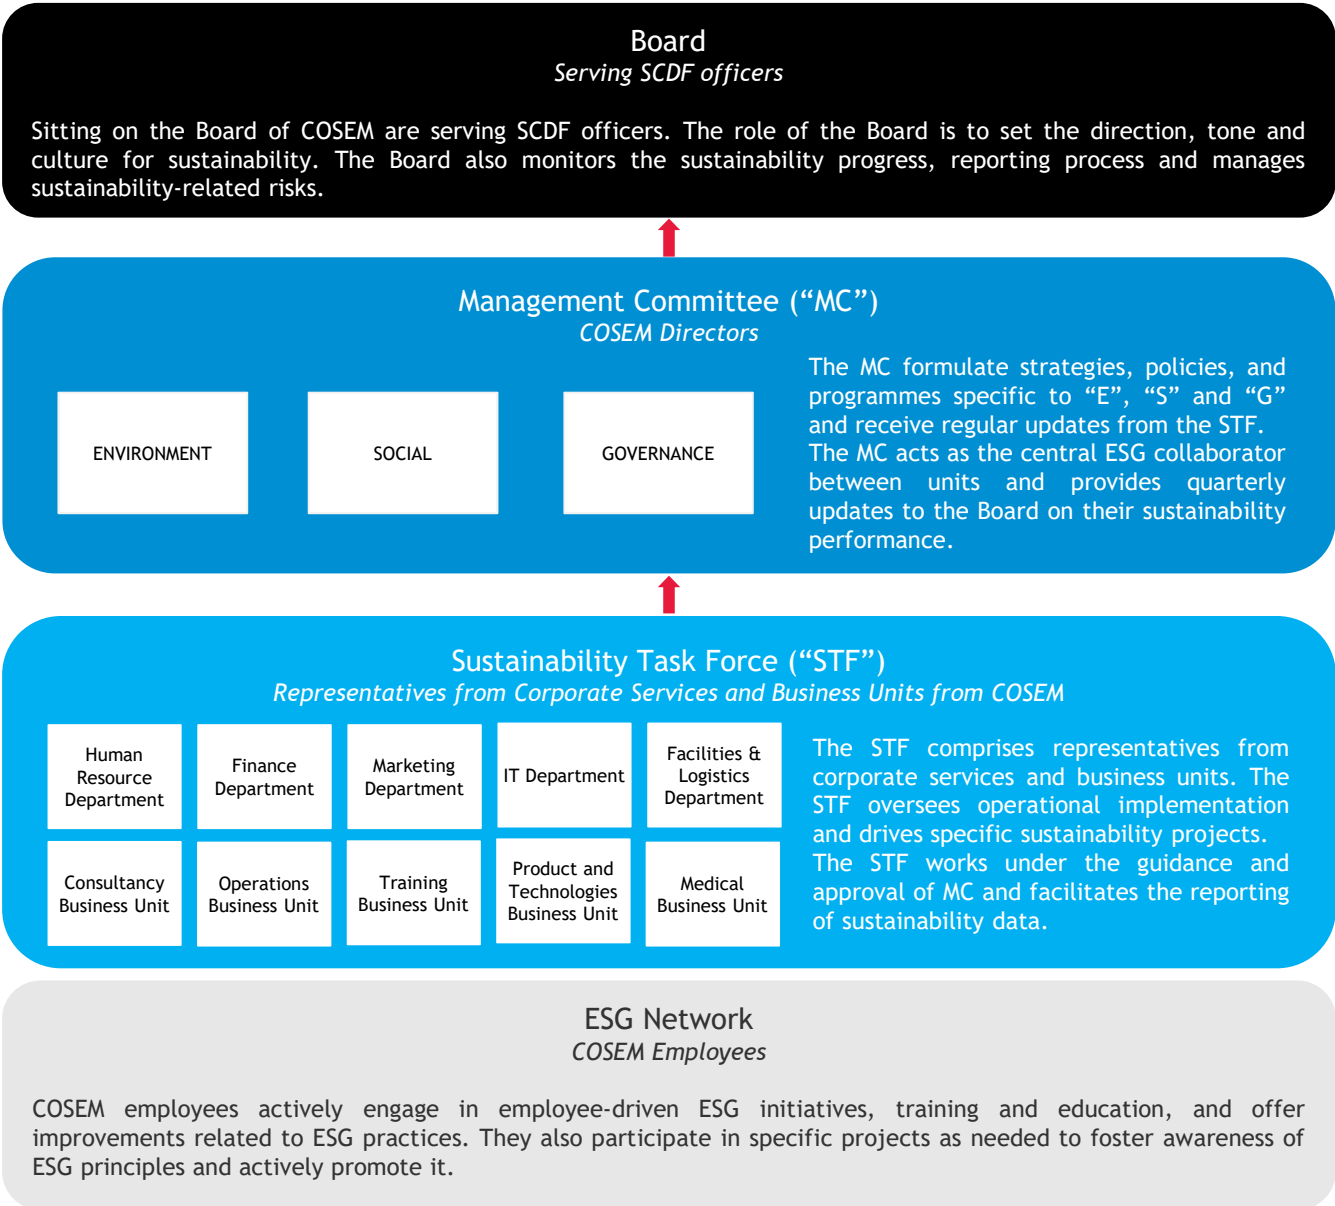 Board
Serving SCDF officers
Sitting on the Board of COSEM are serving SCDF officers. The role of the Board is to set the direction, tone and
culture for sustainability. The Board also monitors the sustainability progress, reporting process and manages
sustainability-related risks.
Management Committee (“MC”)
COSEM Directors
ENVIRONMENT
SOCIAL
GOVERNANCE
The MC formulate strategies, policies, and
programmes specific to “E”, “S” and “G”
and receive regular updates from the STF.
The MC acts as the central ESG collaborator
between units and provides quarterly
updates to the Board on their sustainability
performance.
Sustainability Task Force (“STF”)
Representatives from Corporate Services and Business Units from COSEM
Human
Resource
Department
Finance
Department
Marketing
Department
IT Department
Facilities &
Logistics
Department
Consultancy
Business Unit
Operations
Business Unit
Training
Business Unit
Product and
Technologies
Business Unit
Medical
Business Unit
The STF comprises representatives from
corporate services and business units. The
STF oversees operational implementation
and drives specific sustainability projects.
The STF works under the guidance and
approval of MC and facilitates the reporting
of sustainability data.
ESG Network
COSEM Employees
COSEM employees actively engage in employee-driven ESG initiatives, training and education, and offer
improvements related to ESG practices. They also participate in specific projects as needed to foster awareness of
ESG principles and actively promote it.